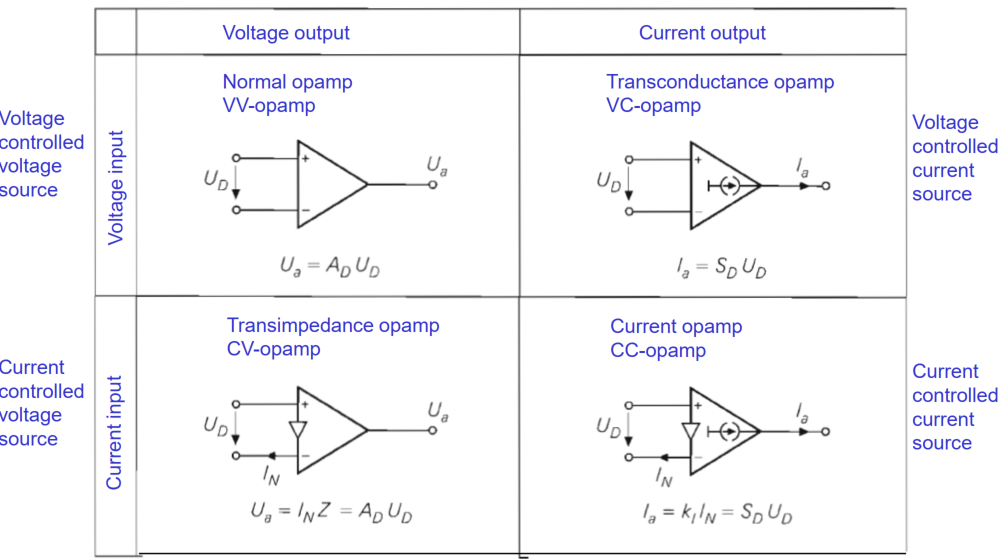 Voltage output
Current output
Voltage
controlled
voltage
source
Voltage input
Normal opamp
VV-opamp
+
−
U_D
U_a
U_a = A_D U_D
Transconductance opamp
VC-opamp
+
−
U_D
I_a
I_a = S_D U_D
Voltage
controlled
current
source
Current
controlled
voltage
source
Current input
Transimpedance opamp
CV-opamp
+
−
U_D
I_N
U_a
U_a = I_N Z = A_D U_D
Current opamp
CC-opamp
+
−
U_D
I_N
I_a
I_a = k_I I_N = S_D U_D
Current
controlled
current
source